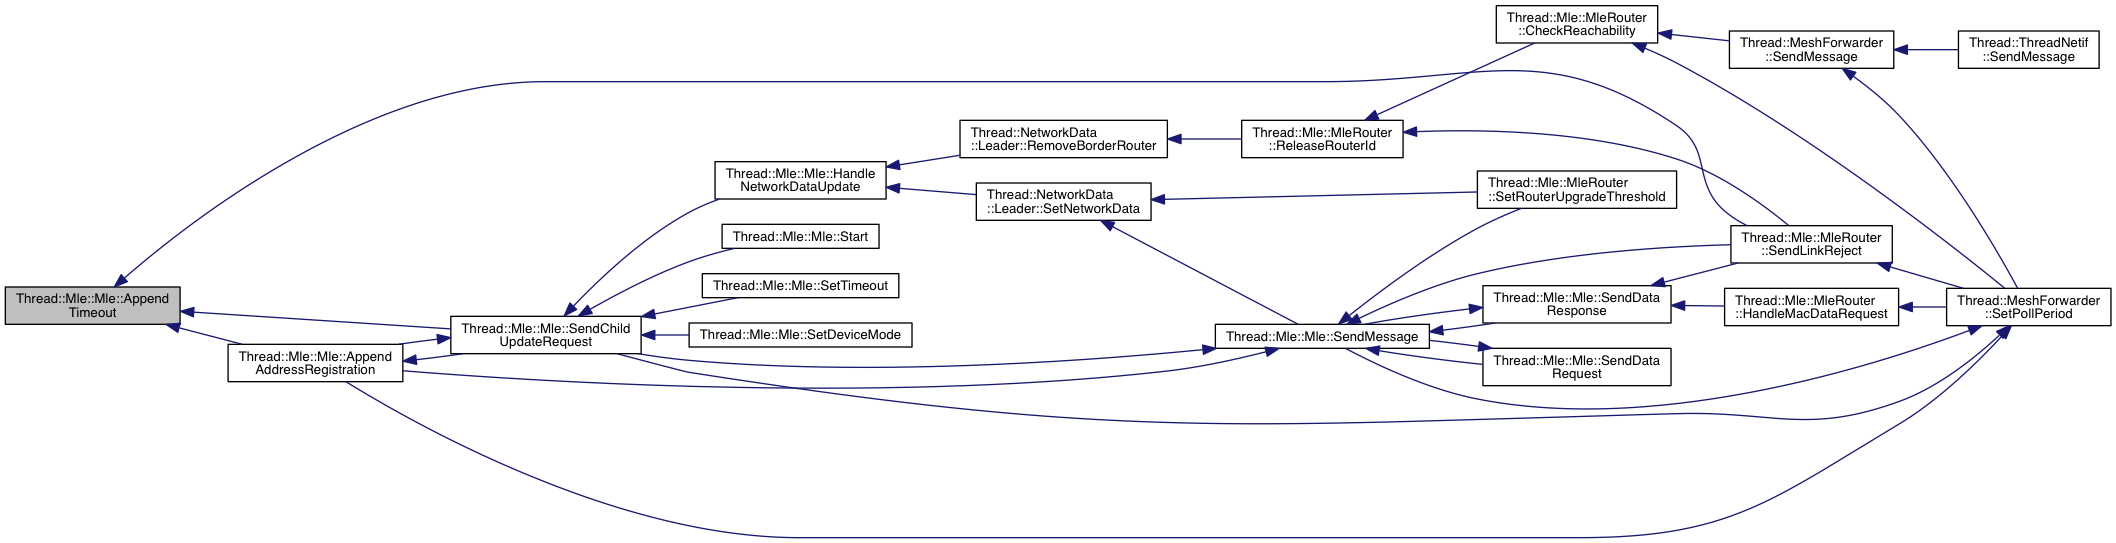 Thread::Mle::MleRouter
::CheckReachability
Thread::MeshForwarder
::SendMessage
Thread::ThreadNetif
::SendMessage
Thread::NetworkData
::Leader::RemoveBorderRouter
Thread::Mle::MleRouter
::ReleaseRouterId
Thread::Mle::Mle::Handle
NetworkDataUpdate
Thread::NetworkData
::Leader::SetNetworkData
Thread::Mle::MleRouter
::SetRouterUpgradeThreshold
Thread::Mle::Mle::Start
Thread::Mle::MleRouter
::SendLinkReject
Thread::Mle::Mle::Append
Timeout
Thread::Mle::Mle::SetTimeout
Thread::Mle::Mle::SendData
Response
Thread::Mle::MleRouter
::HandleMacDataRequest
Thread::MeshForwarder
::SetPollPeriod
Thread::Mle::Mle::SendChild
UpdateRequest
Thread::Mle::Mle::SetDeviceMode
Thread::Mle::Mle::SendMessage
Thread::Mle::Mle::Append
AddressRegistration
Thread::Mle::Mle::SendData
Request